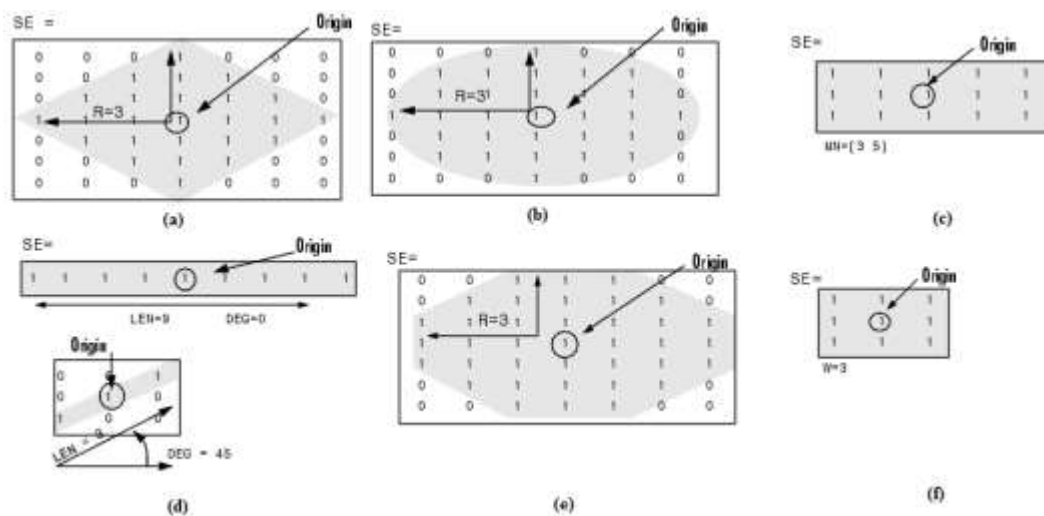 SE =
Origin
0 0 0 1 0 0 0
0 0 1 1 1 0 0
0 1 1 1 1 1 0
R=3
1 1 1 1 1 1 1
0 1 1 1 1 1 0
0 0 1 1 1 0 0
0 0 0 1 0 0 0
(a)
SE=
Origin
0 0 0 1 0 0 0
0 1 1 1 1 1 0
0 1 1 1 1 1 0
R=3
1 1 1 1 1 1 1
0 1 1 1 1 1 0
0 1 1 1 1 1 0
0 0 0 1 0 0 0
(b)
SE=
Origin
1 1 1 1 1
1 1 1 1 1
1 1 1 1 1
MN=[3 5]
(c)
SE=
Origin
1 1 1 1 1 1 1 1 1
LEN=9 DEG=0
Origin
0 0 1
0 1 0
1 0 0
LEN = 9
DEG = 45
(d)
SE=
Origin
0 0 1 1 1 0 0
0 1 1 1 1 1 0
1 1 1 1 1 1 1
R=3
1 1 1 1 1 1 1
1 1 1 1 1 1 1
0 1 1 1 1 1 0
0 0 1 1 1 0 0
(e)
SE=
Origin
1 1 1
1 1 1
1 1 1
W=3
(f)